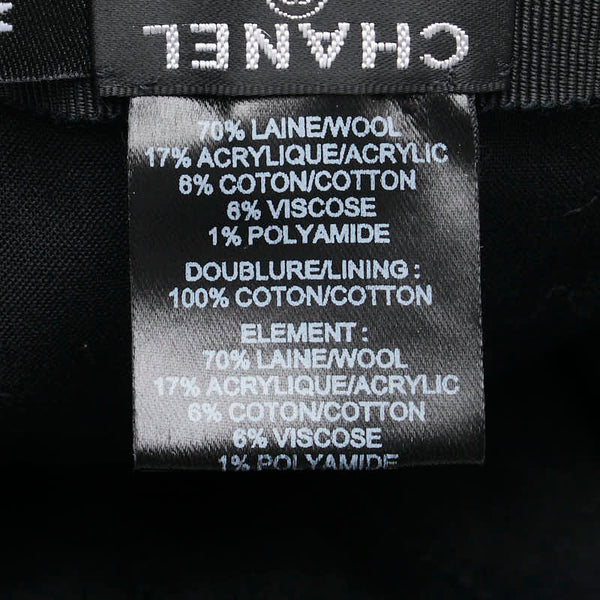 CHANEL
70% LAINE/WOOL
17% ACRYLIQUE/ACRYLIC
6% COTON/COTTON
6% VISCOSE
1% POLYAMIDE
DOUBLURE/LINING :
100% COTON/COTTON
ELEMENT :
70% LAINE/WOOL
17% ACRYLIQUE/ACRYLIC
6% COTON/COTTON
6% VISCOSE
1% POLYAMIDE